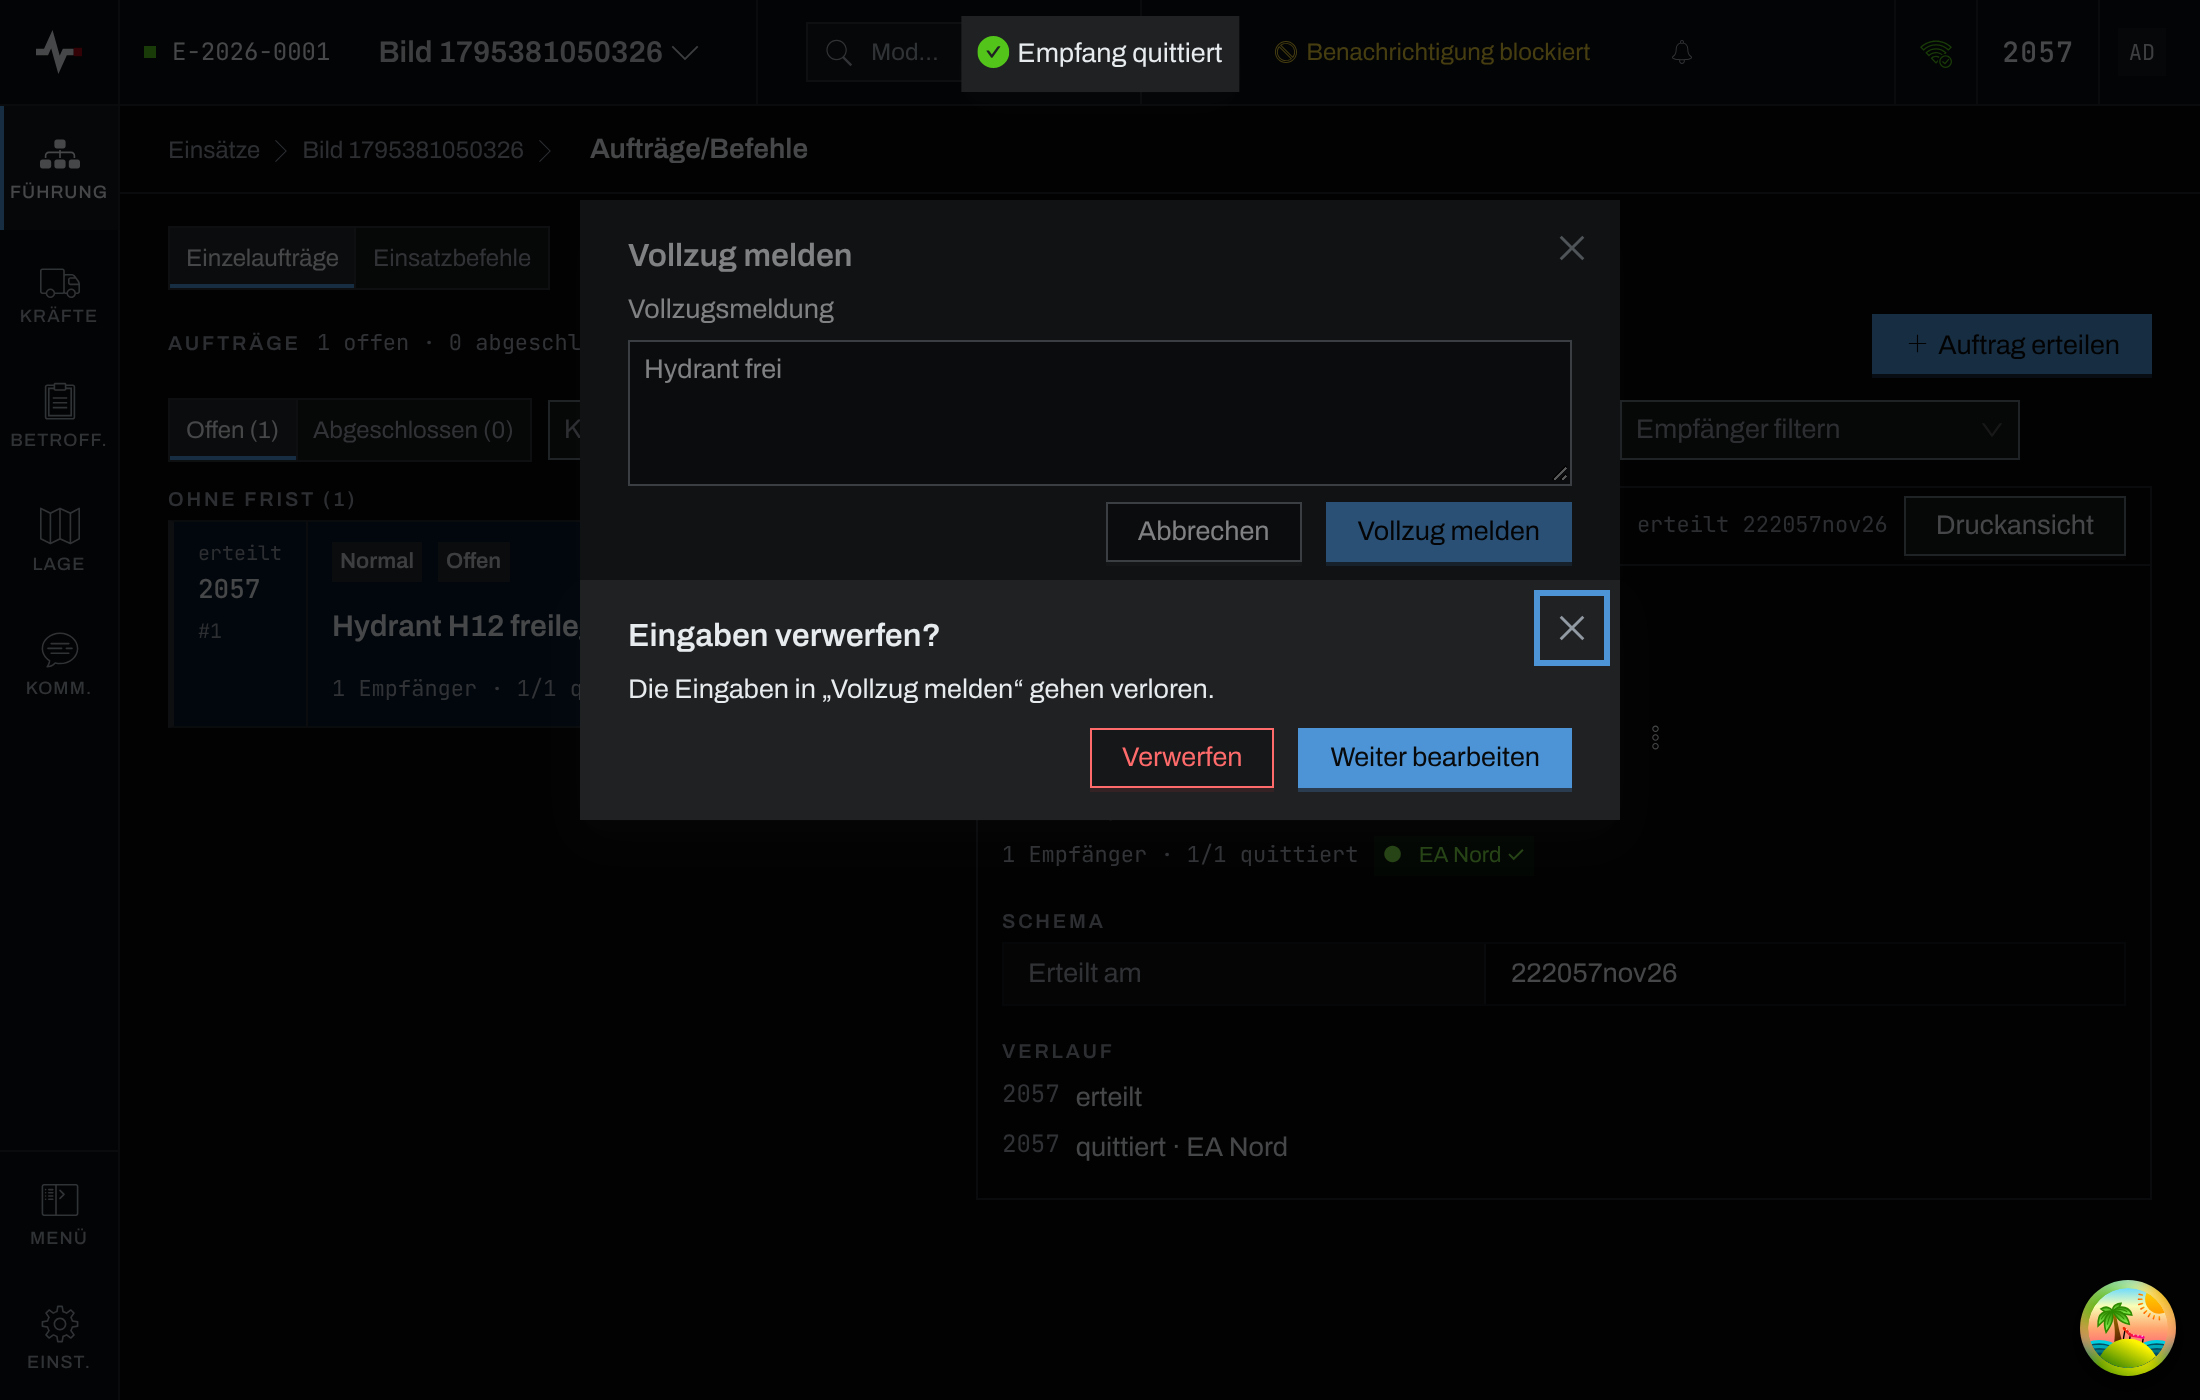 E-2026-0001
Bild 1795381050326
Mod...
Empfang quittiert
Benachrichtigung blockiert
2057
AD
Einsätze
Bild 1795381050326
Aufträge/Befehle
FÜHRUNG
KRÄFTE
BETROFF.
LAGE
KOMM.
MENÜ
EINST.
Einzelaufträge
Einsatzbefehle
AUFTRÄGE 1 offen · 0 abgeschl
Auftrag erteilen
Offen (1)
Abgeschlossen (0)
K
Empfänger filtern
OHNE FRIST (1)
erteilt
2057
#1
Normal
Offen
Hydrant H12 freile
1 Empfänger · 1/1 q
Vollzug melden
Vollzugsmeldung
Hydrant frei
Abbrechen
Vollzug melden
Eingaben verwerfen?
Die Eingaben in „Vollzug melden“ gehen verloren.
Verwerfen
Weiter bearbeiten
erteilt 222057nov26
Druckansicht
1 Empfänger · 1/1 quittiert
EA Nord
SCHEMA
Erteilt am
222057nov26
VERLAUF
2057 erteilt
2057 quittiert · EA Nord